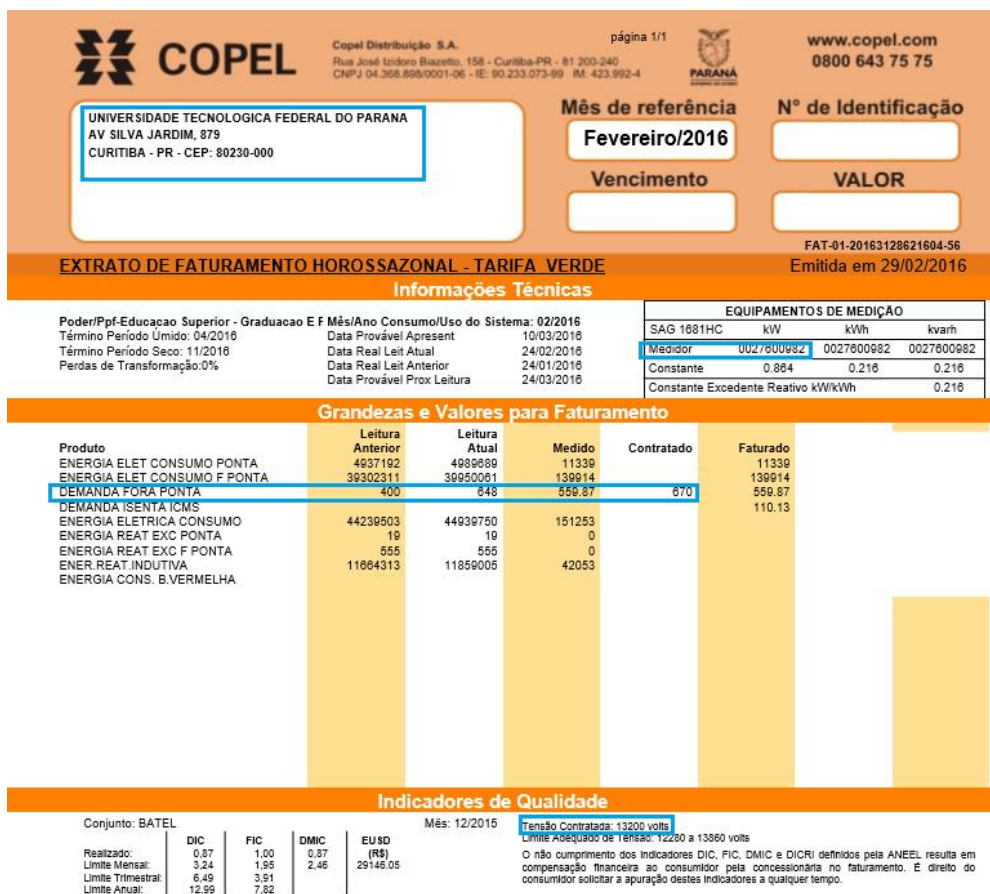 COPEL
Copel Distribuição S.A.
Rua José Izidoro Biazetto, 158 - Curitiba-PR - 81 200-240
CNPJ 04.368.898/0001-06 - IE: 90.233.073-99 IM: 423.992-4
página 1/1
PARANÁ
www.copel.com
0800 643 75 75
UNIVERSIDADE TECNOLOGICA FEDERAL DO PARANA
AV SILVA JARDIM, 879
CURITIBA - PR - CEP: 80230-000
Mês de referência
Fevereiro/2016
Nº de Identificação
Vencimento
VALOR
FAT-01-20163128621604-56
EXTRATO DE FATURAMENTO HOROSSAZONAL - TARIFA VERDE
Emitida em 29/02/2016
Informações Técnicas
Poder/Ppf-Educacao Superior - Graduacao E F Mês/Ano Consumo/Uso do Sistema: 02/2016
Término Período Úmido: 04/2016 Data Provável Apresent 10/03/2016
Término Período Seco: 11/2016 Data Real Leit Atual 24/02/2016
Perdas de Transformação:0% Data Real Leit Anterior 24/01/2016
Data Provável Prox Leitura 24/03/2016
EQUIPAMENTOS DE MEDIÇÃO
SAG 1681HC kW kWh kvarh
Medidor 0027600982 0027600982 0027600982
Constante 0.864 0.216 0.216
Constante Excedente Reativo kW/kWh 0.216
Grandezas e Valores para Faturamento
Produto Leitura Anterior Leitura Atual Medido Contratado Faturado
ENERGIA ELET CONSUMO PONTA 4937192 4989689 11339 11339
ENERGIA ELET CONSUMO F PONTA 39302311 39950061 139914 139914
DEMANDA FORA PONTA 400 648 559.87 670 559.87
DEMANDA ISENTA ICMS 110.13
ENERGIA ELETRICA CONSUMO 44239503 44939750 151253
ENERGIA REAT EXC PONTA 19 19 0
ENERGIA REAT EXC F PONTA 555 555 0
ENER.REAT.INDUTIVA 11664313 11859005 42053
ENERGIA CONS. B.VERMELHA
Indicadores de Qualidade
Conjunto: BATEL Mês: 12/2015
DIC FIC DMIC EUSD
Realizado: 0,87 1,00 0,87 (R$)
Limite Mensal: 3,24 1,95 2,46 29146.05
Limite Trimestral: 6,49 3,91
Limite Anual: 12,99 7,82
Tensão Contratada: 13200 volts
Limite Adequado de Tensão: 12280 a 13860 volts
O não cumprimento dos indicadores DIC, FIC, DMIC e DICRI definidos pela ANEEL resulta em
compensação financeira ao consumidor pela concessionária no faturamento. É direito do
consumidor solicitar a apuração destes indicadores a qualquer tempo.